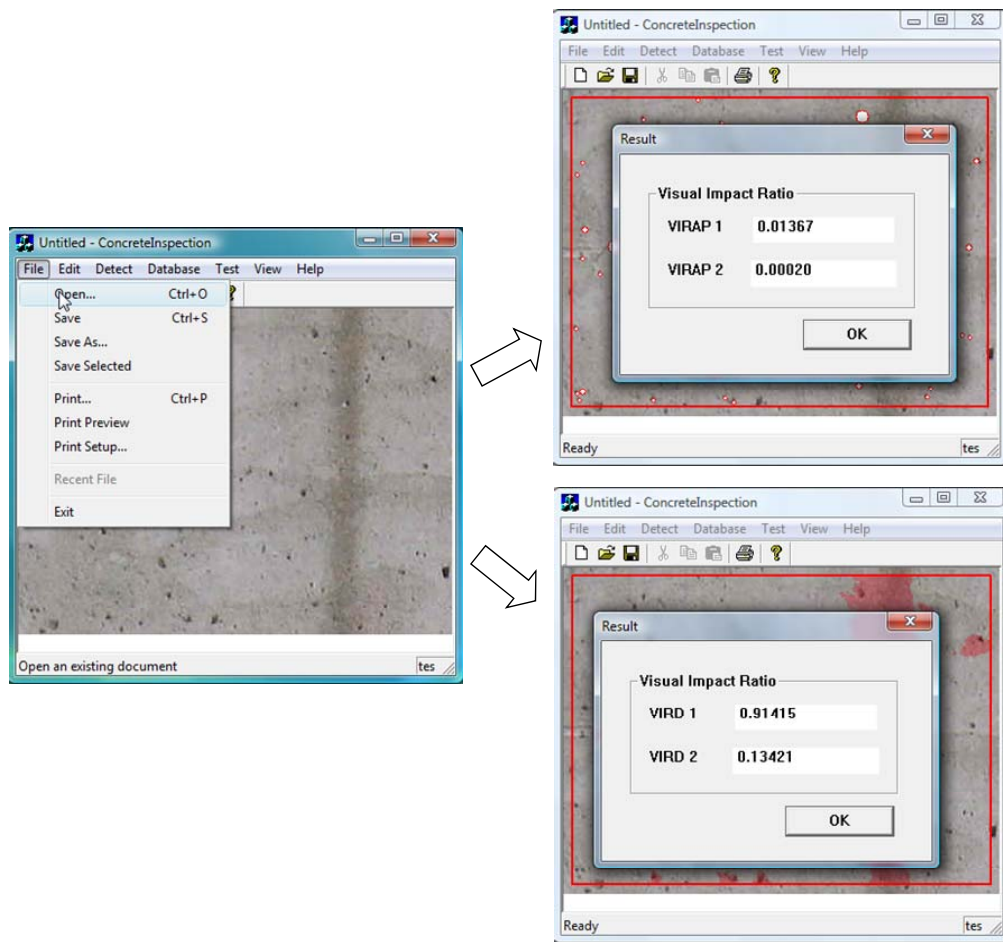 Untitled - ConcreteInspection
File Edit Detect Database Test View Help
Open... Ctrl+O
Save Ctrl+S
Save As...
Save Selected
Print... Ctrl+P
Print Preview
Print Setup...
Recent File
Exit
Open an existing document tes
Untitled - ConcreteInspection
File Edit Detect Database Test View Help
Result
Visual Impact Ratio
VIRAP 1 0.01367
VIRAP 2 0.00020
OK
Ready tes
Untitled - ConcreteInspection
File Edit Detect Database Test View Help
Result
Visual Impact Ratio
VIRD 1 0.91415
VIRD 2 0.13421
OK
Ready tes